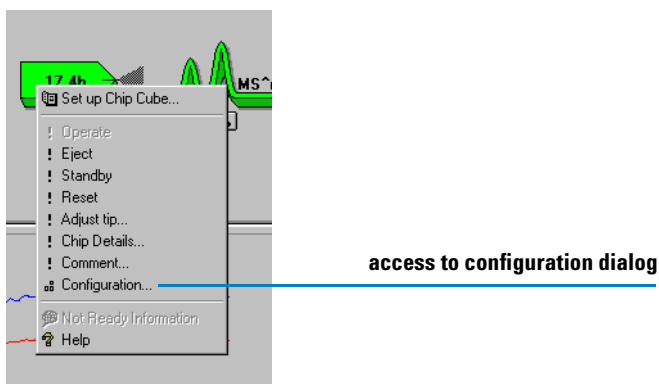 17.4h
MS^n
Set up Chip Cube...
! Operate
! Eject
! Standby
! Reset
! Adjust tip...
! Chip Details...
! Comment...
Configuration...
access to configuration dialog
Not Ready Information
Help